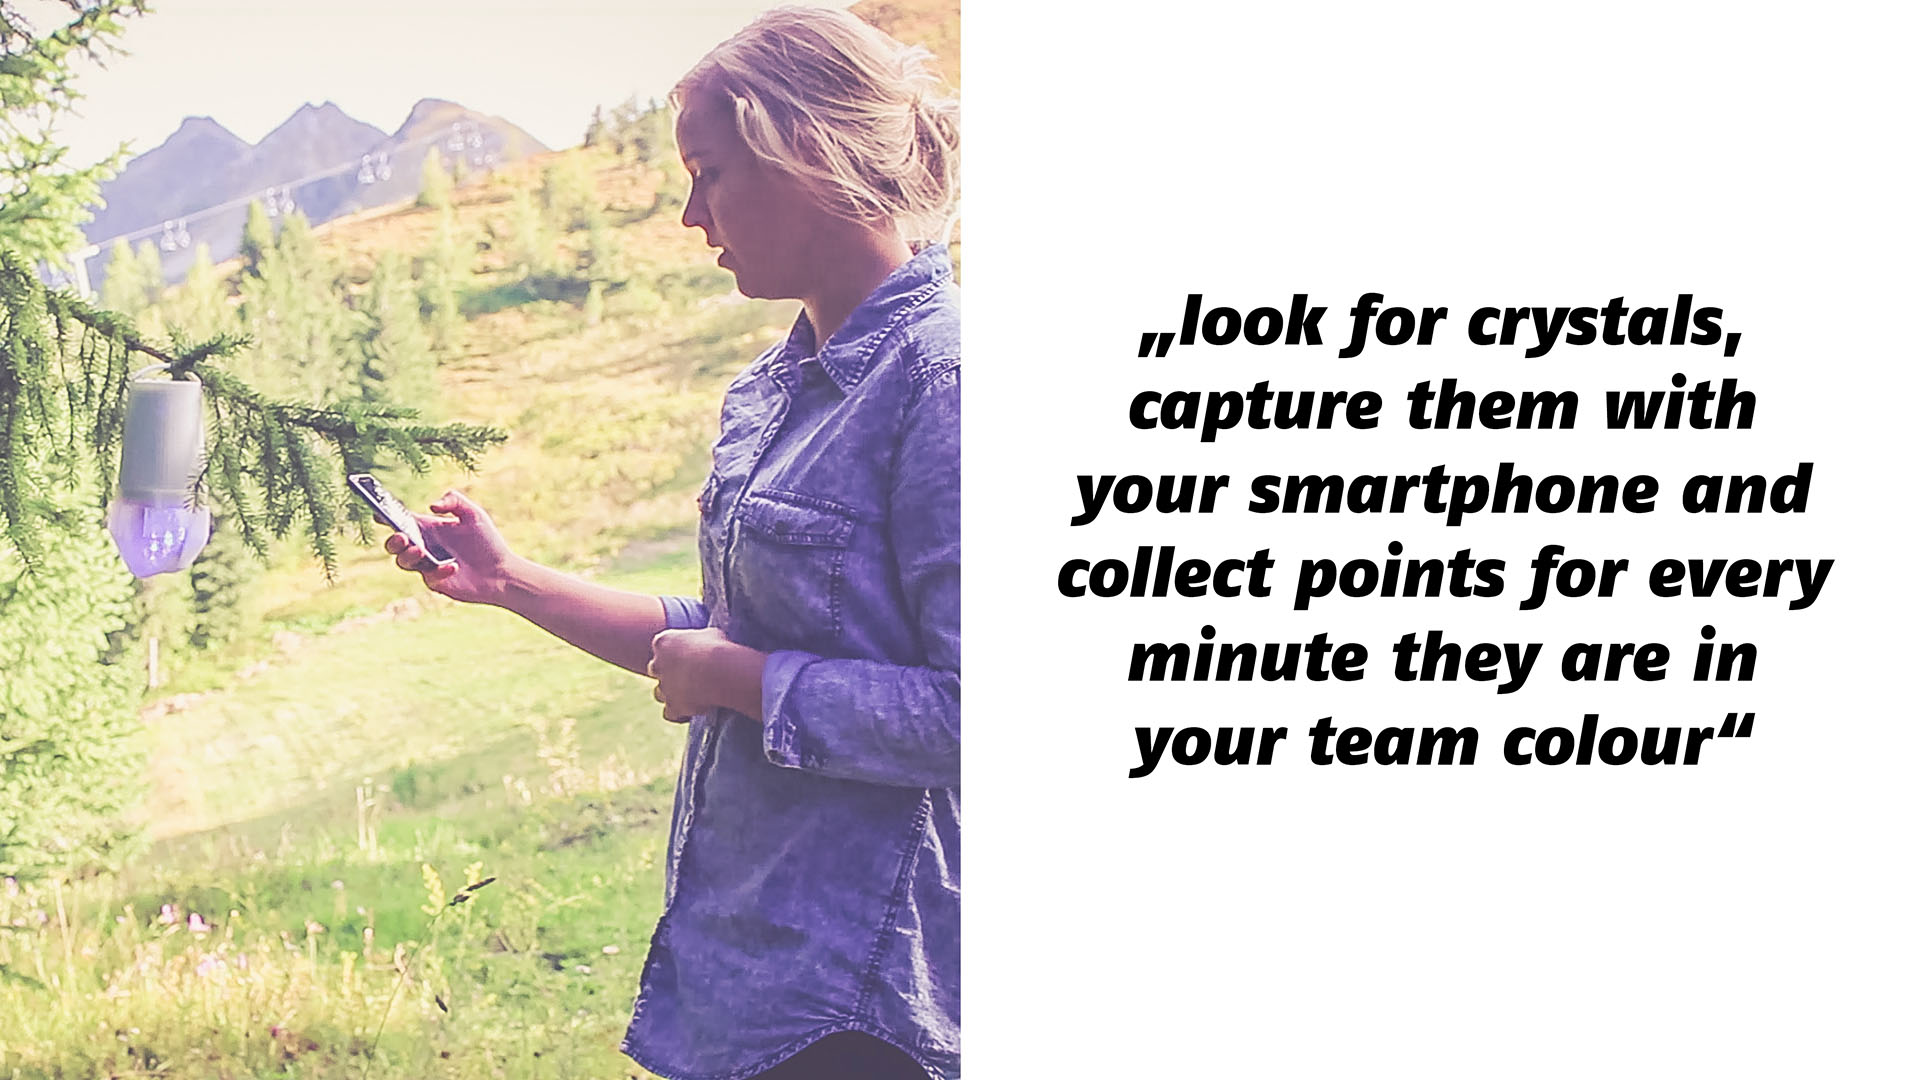 „look for crystals,
capture them with
your smartphone and
collect points for every
minute they are in
your team colour“